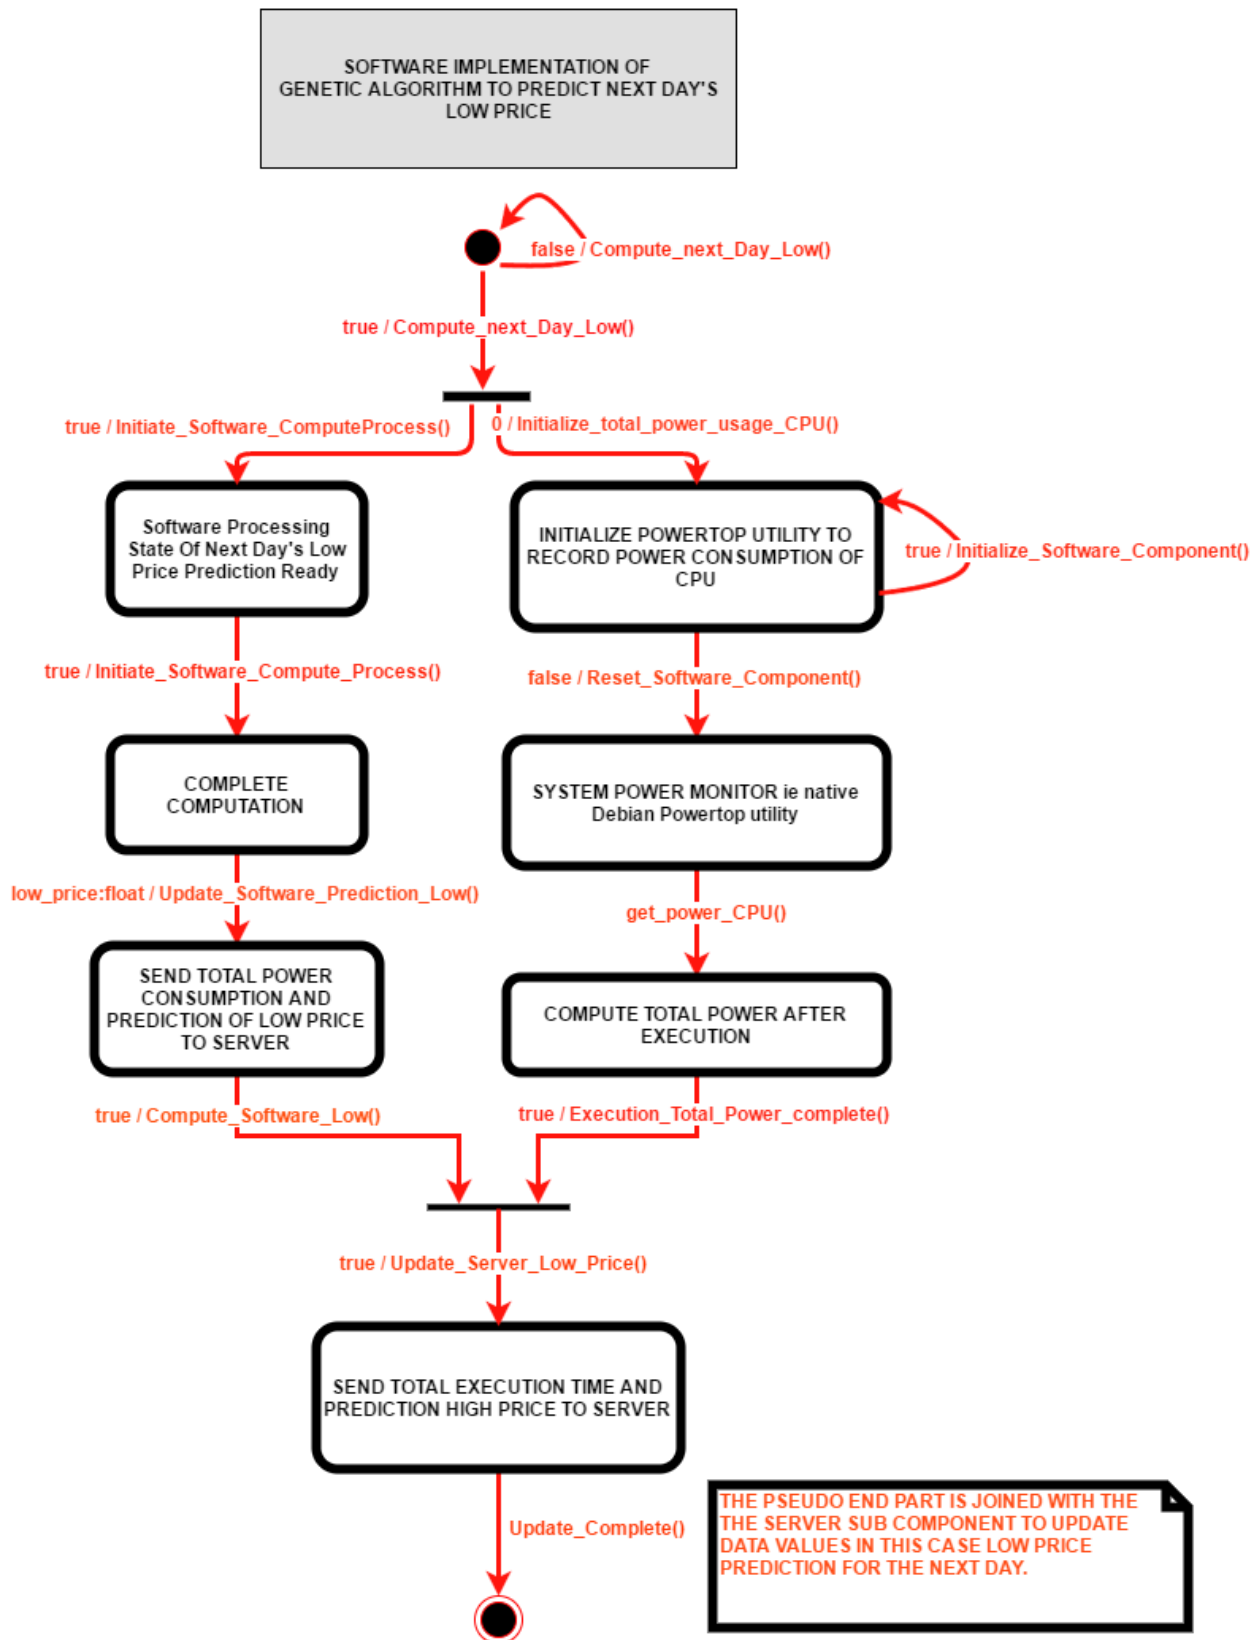 SOFTWARE IMPLEMENTATION OF
GENETIC ALGORITHM TO PREDICT NEXT DAY'S
LOW PRICE
false / Compute_next_Day_Low()
true / Compute_next_Day_Low()
true / Initiate_Software_ComputeProcess()
0 / Initialize_total_power_usage_CPU()
Software Processing
State Of Next Day's Low
Price Prediction Ready
INITIALIZE POWERTOP UTILITY TO
RECORD POWER CONSUMPTION OF
CPU
true / Initialize_Software_Component()
true / Initiate_Software_Compute_Process()
false / Reset_Software_Component()
COMPLETE
COMPUTATION
SYSTEM POWER MONITOR ie native
Debian Powertop utility
low_price:float / Update_Software_Prediction_Low()
get_power_CPU()
SEND TOTAL POWER
CONSUMPTION AND
PREDICTION OF LOW PRICE
TO SERVER
COMPUTE TOTAL POWER AFTER
EXECUTION
true / Compute_Software_Low()
true / Execution_Total_Power_complete()
true / Update_Server_Low_Price()
SEND TOTAL EXECUTION TIME AND
PREDICTION HIGH PRICE TO SERVER
Update_Complete()
THE PSEUDO END PART IS JOINED WITH THE
THE SERVER SUB COMPONENT TO UPDATE
DATA VALUES IN THIS CASE LOW PRICE
PREDICTION FOR THE NEXT DAY.